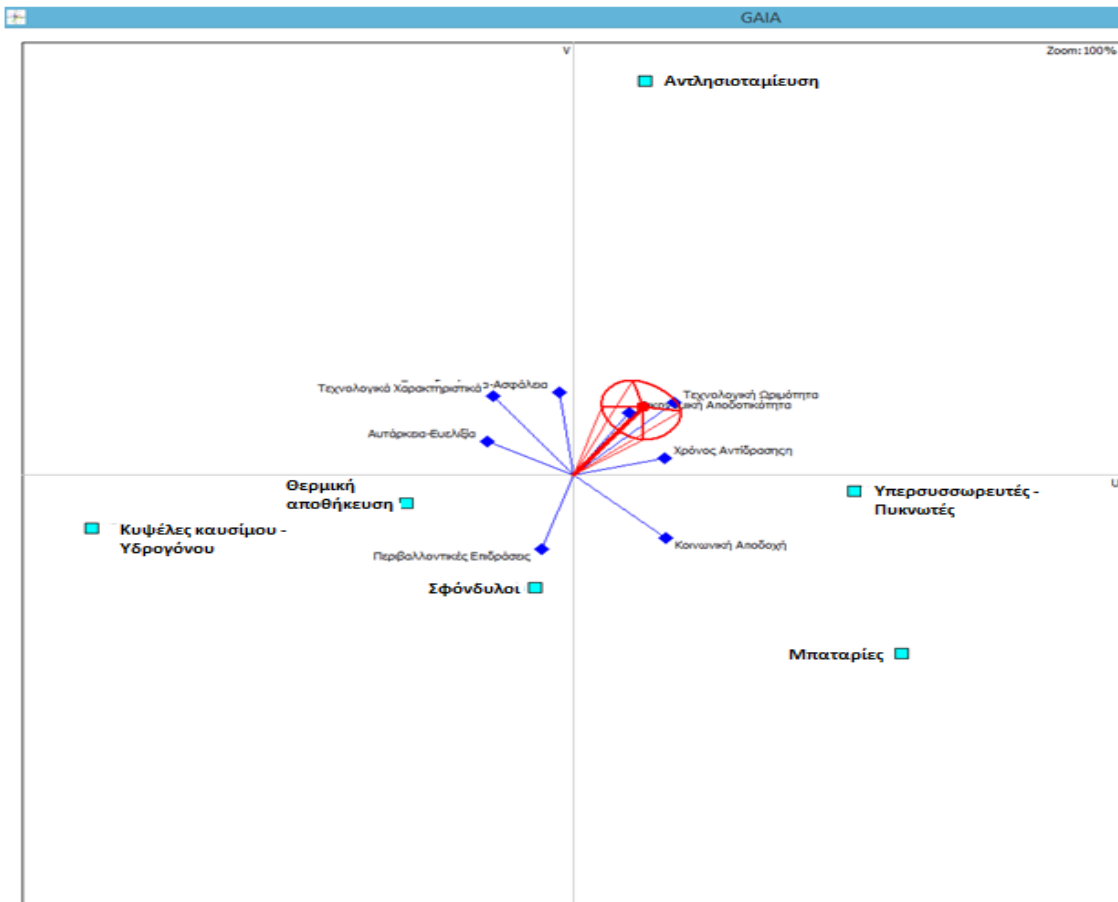 GAIA
V
Zoom: 100%
Αντλησιοταμίευση
-Ασφάλεια
Τεχνολογικά Χαρακτηριστικά
Τεχνολογική Ωριμότητα
Αποδοτικότητα
Αυτάρκεια-Ευελιξία
Χρόνος Αντίδρασηςη
U
Θερμική
αποθήκευση
Υπερσυσσωρευτές -
Πυκνωτές
Κυψέλες καυσίμου -
Υδρογόνου
Κοινωνική Αποδοχή
Περιβαλλοντικές Επιδράσεις
Σφόνδυλοι
Μπαταρίες